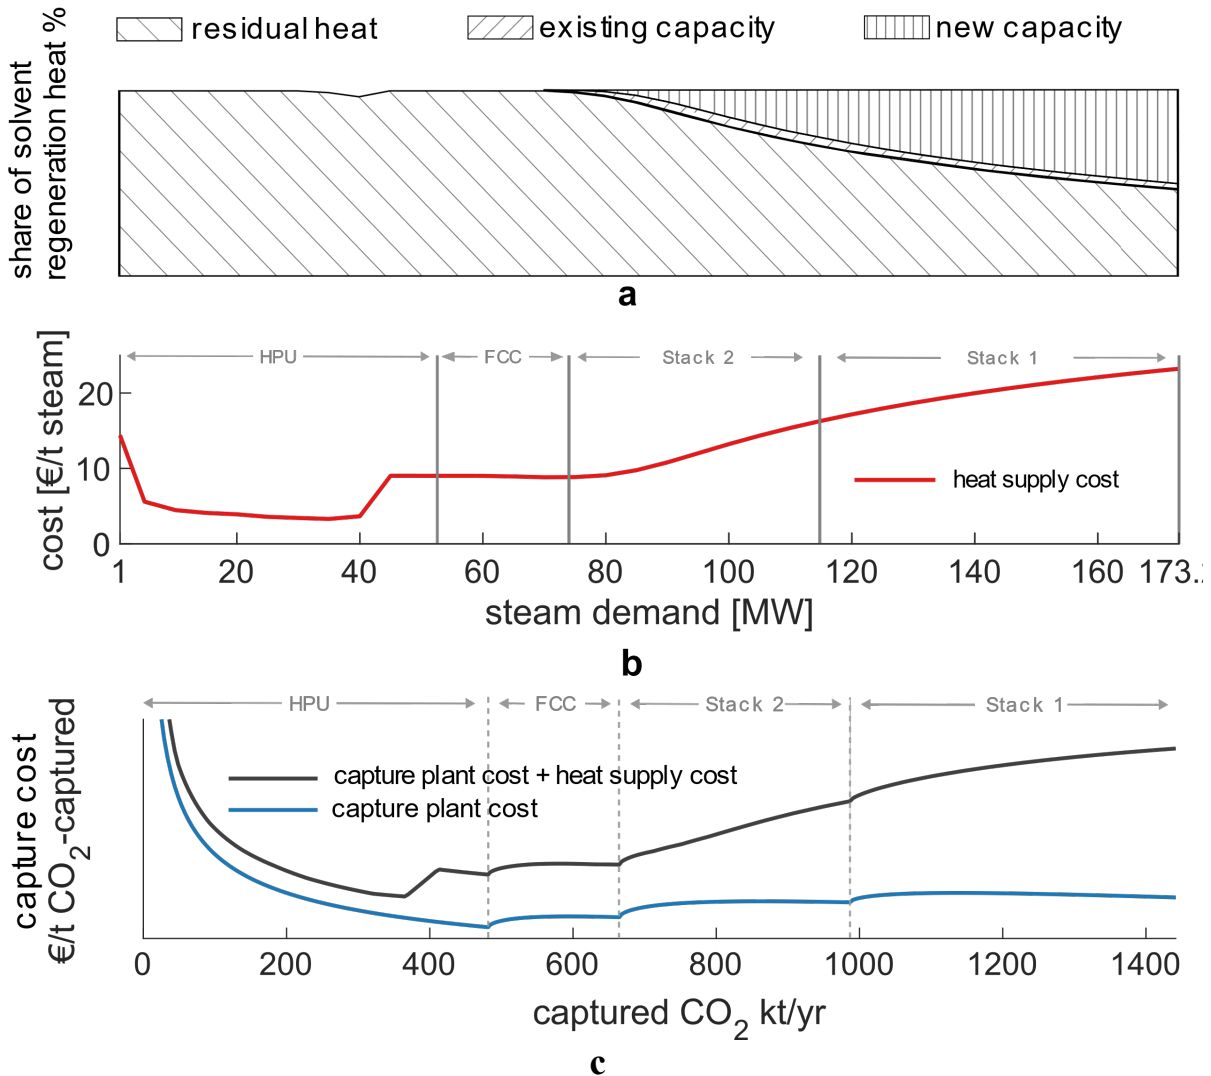 residual heat
existing capacity
new capacity
share of solvent
regeneration heat %
a
cost [€/t steam]
20
10
0
HPU
FCC
Stack 2
Stack 1
heat supply cost
1
20
40
60
80
100
120
140
160
173.
steam demand [MW]
b
capture cost
€/t CO2-captured
HPU
FCC
Stack 2
Stack 1
capture plant cost + heat supply cost
capture plant cost
0
200
400
600
800
1000
1200
1400
captured CO2 kt/yr
c